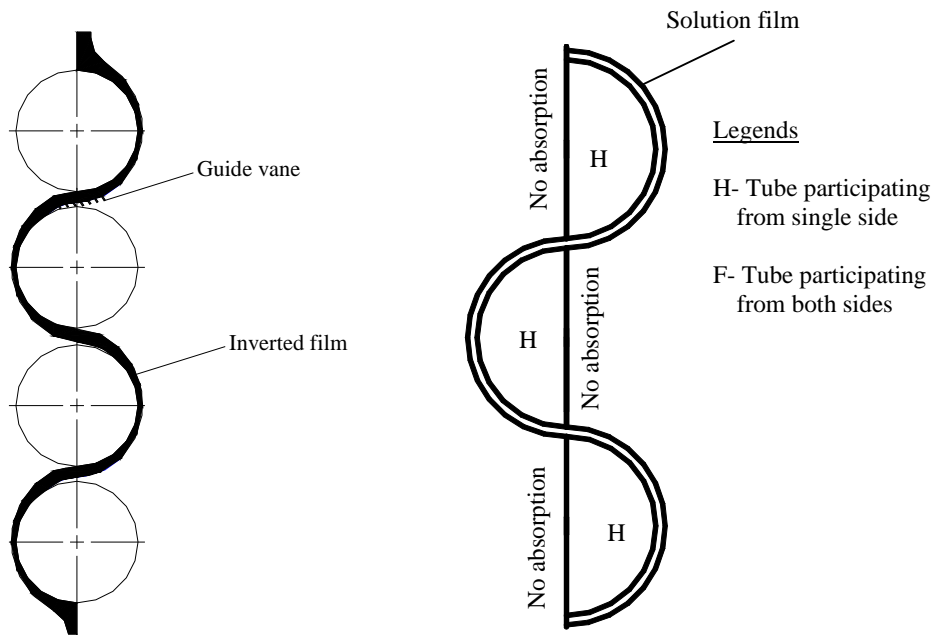 Guide vane
Inverted film
Solution film
No absorption
H
No absorption
H
No absorption
H
Legends
H- Tube participating
from single side
F- Tube participating
from both sides